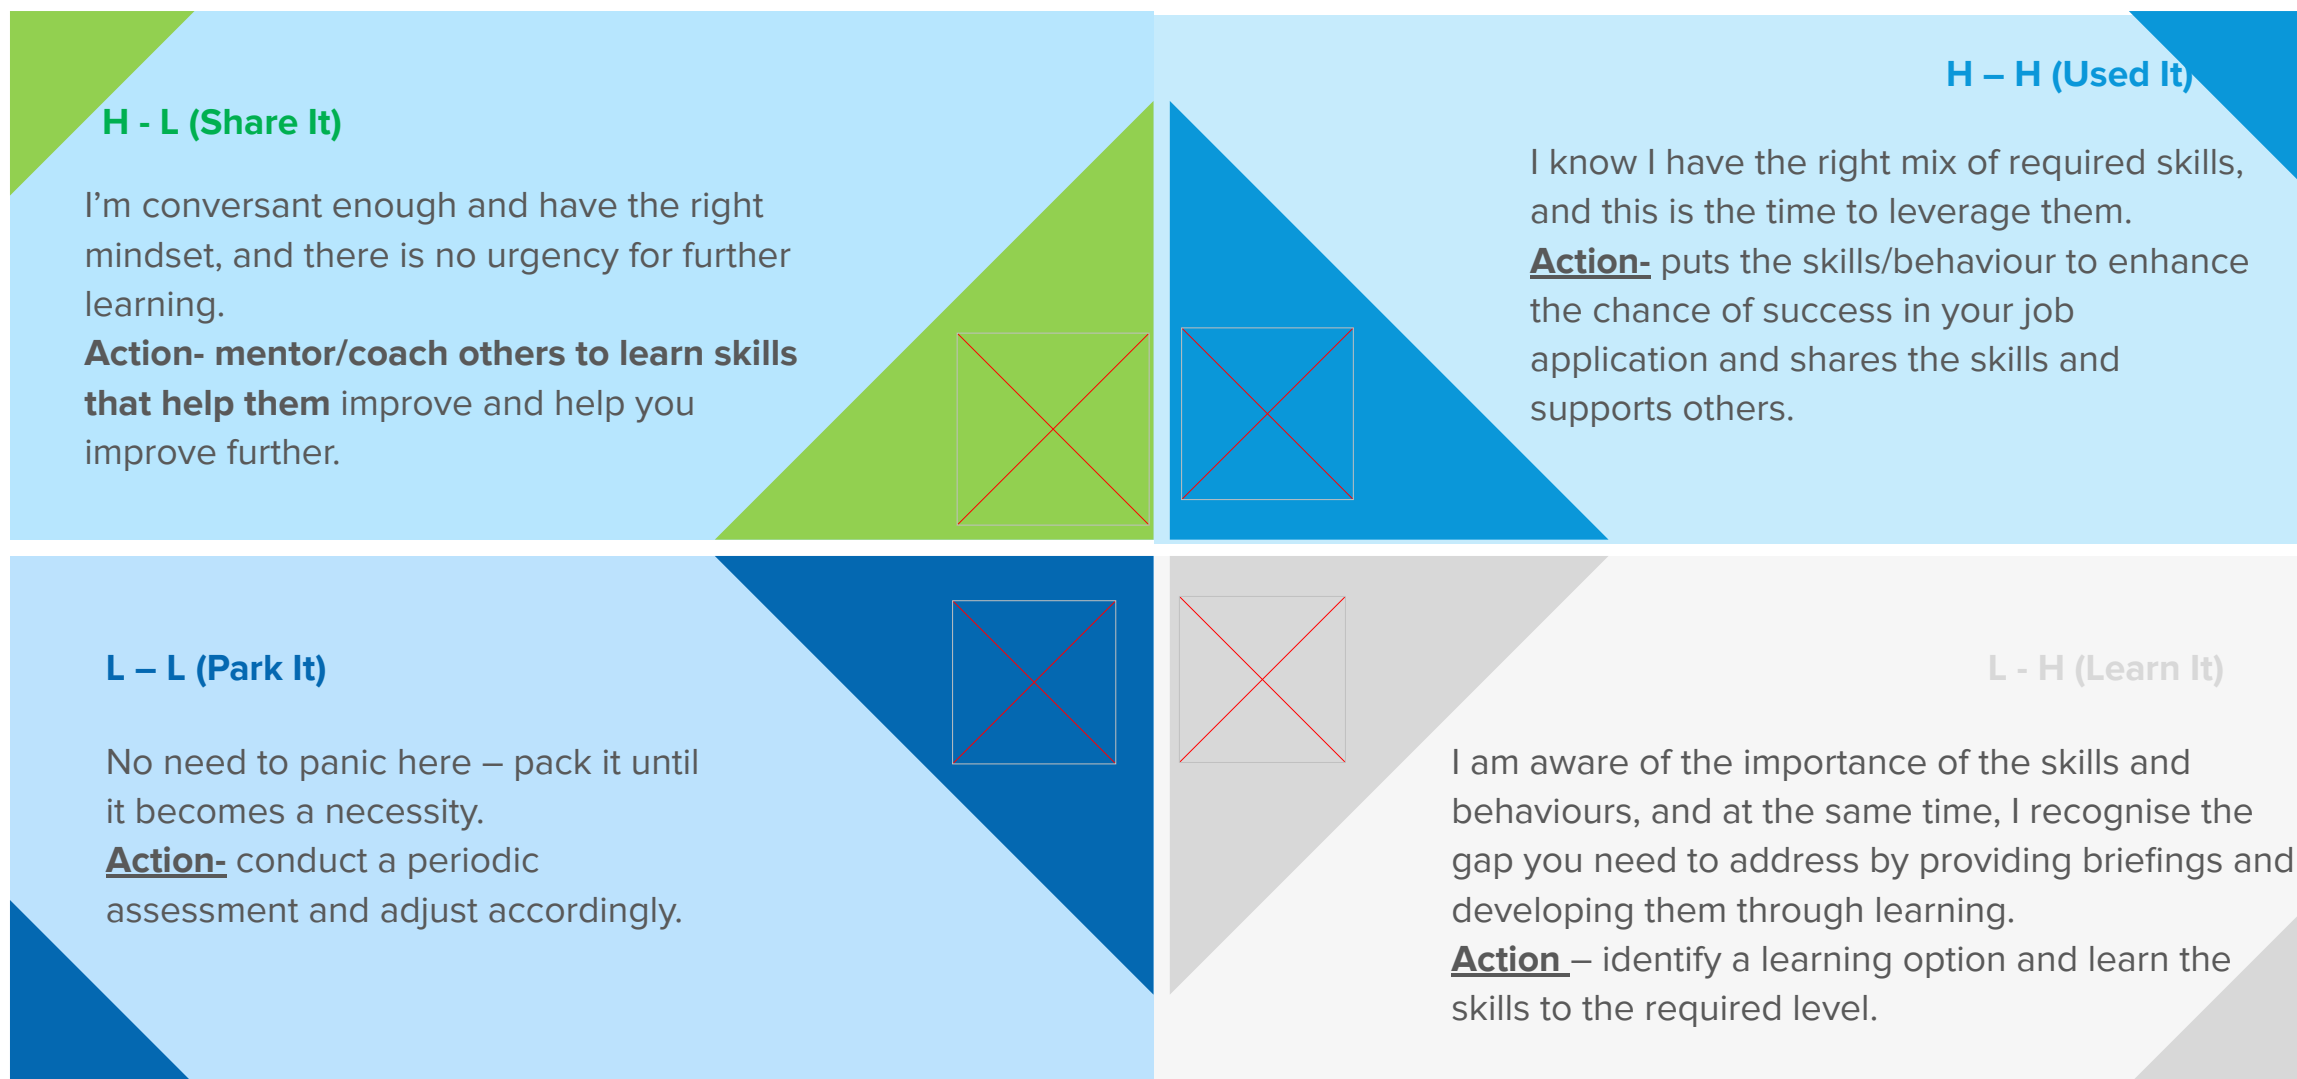 H - L (Share It)
I’m conversant enough and have the right
mindset, and there is no urgency for further
learning.
Action- mentor/coach others to learn skills
that help them improve and help you
improve further.
H – H (Used It)
I know I have the right mix of required skills,
and this is the time to leverage them.
Action- puts the skills/behaviour to enhance
the chance of success in your job
application and shares the skills and
supports others.
L – L (Park It)
No need to panic here – pack it until
it becomes a necessity.
Action- conduct a periodic
assessment and adjust accordingly.
L - H (Learn It)
I am aware of the importance of the skills and
behaviours, and at the same time, I recognise the
gap you need to address by providing briefings and
developing them through learning.
Action – identify a learning option and learn the
skills to the required level.